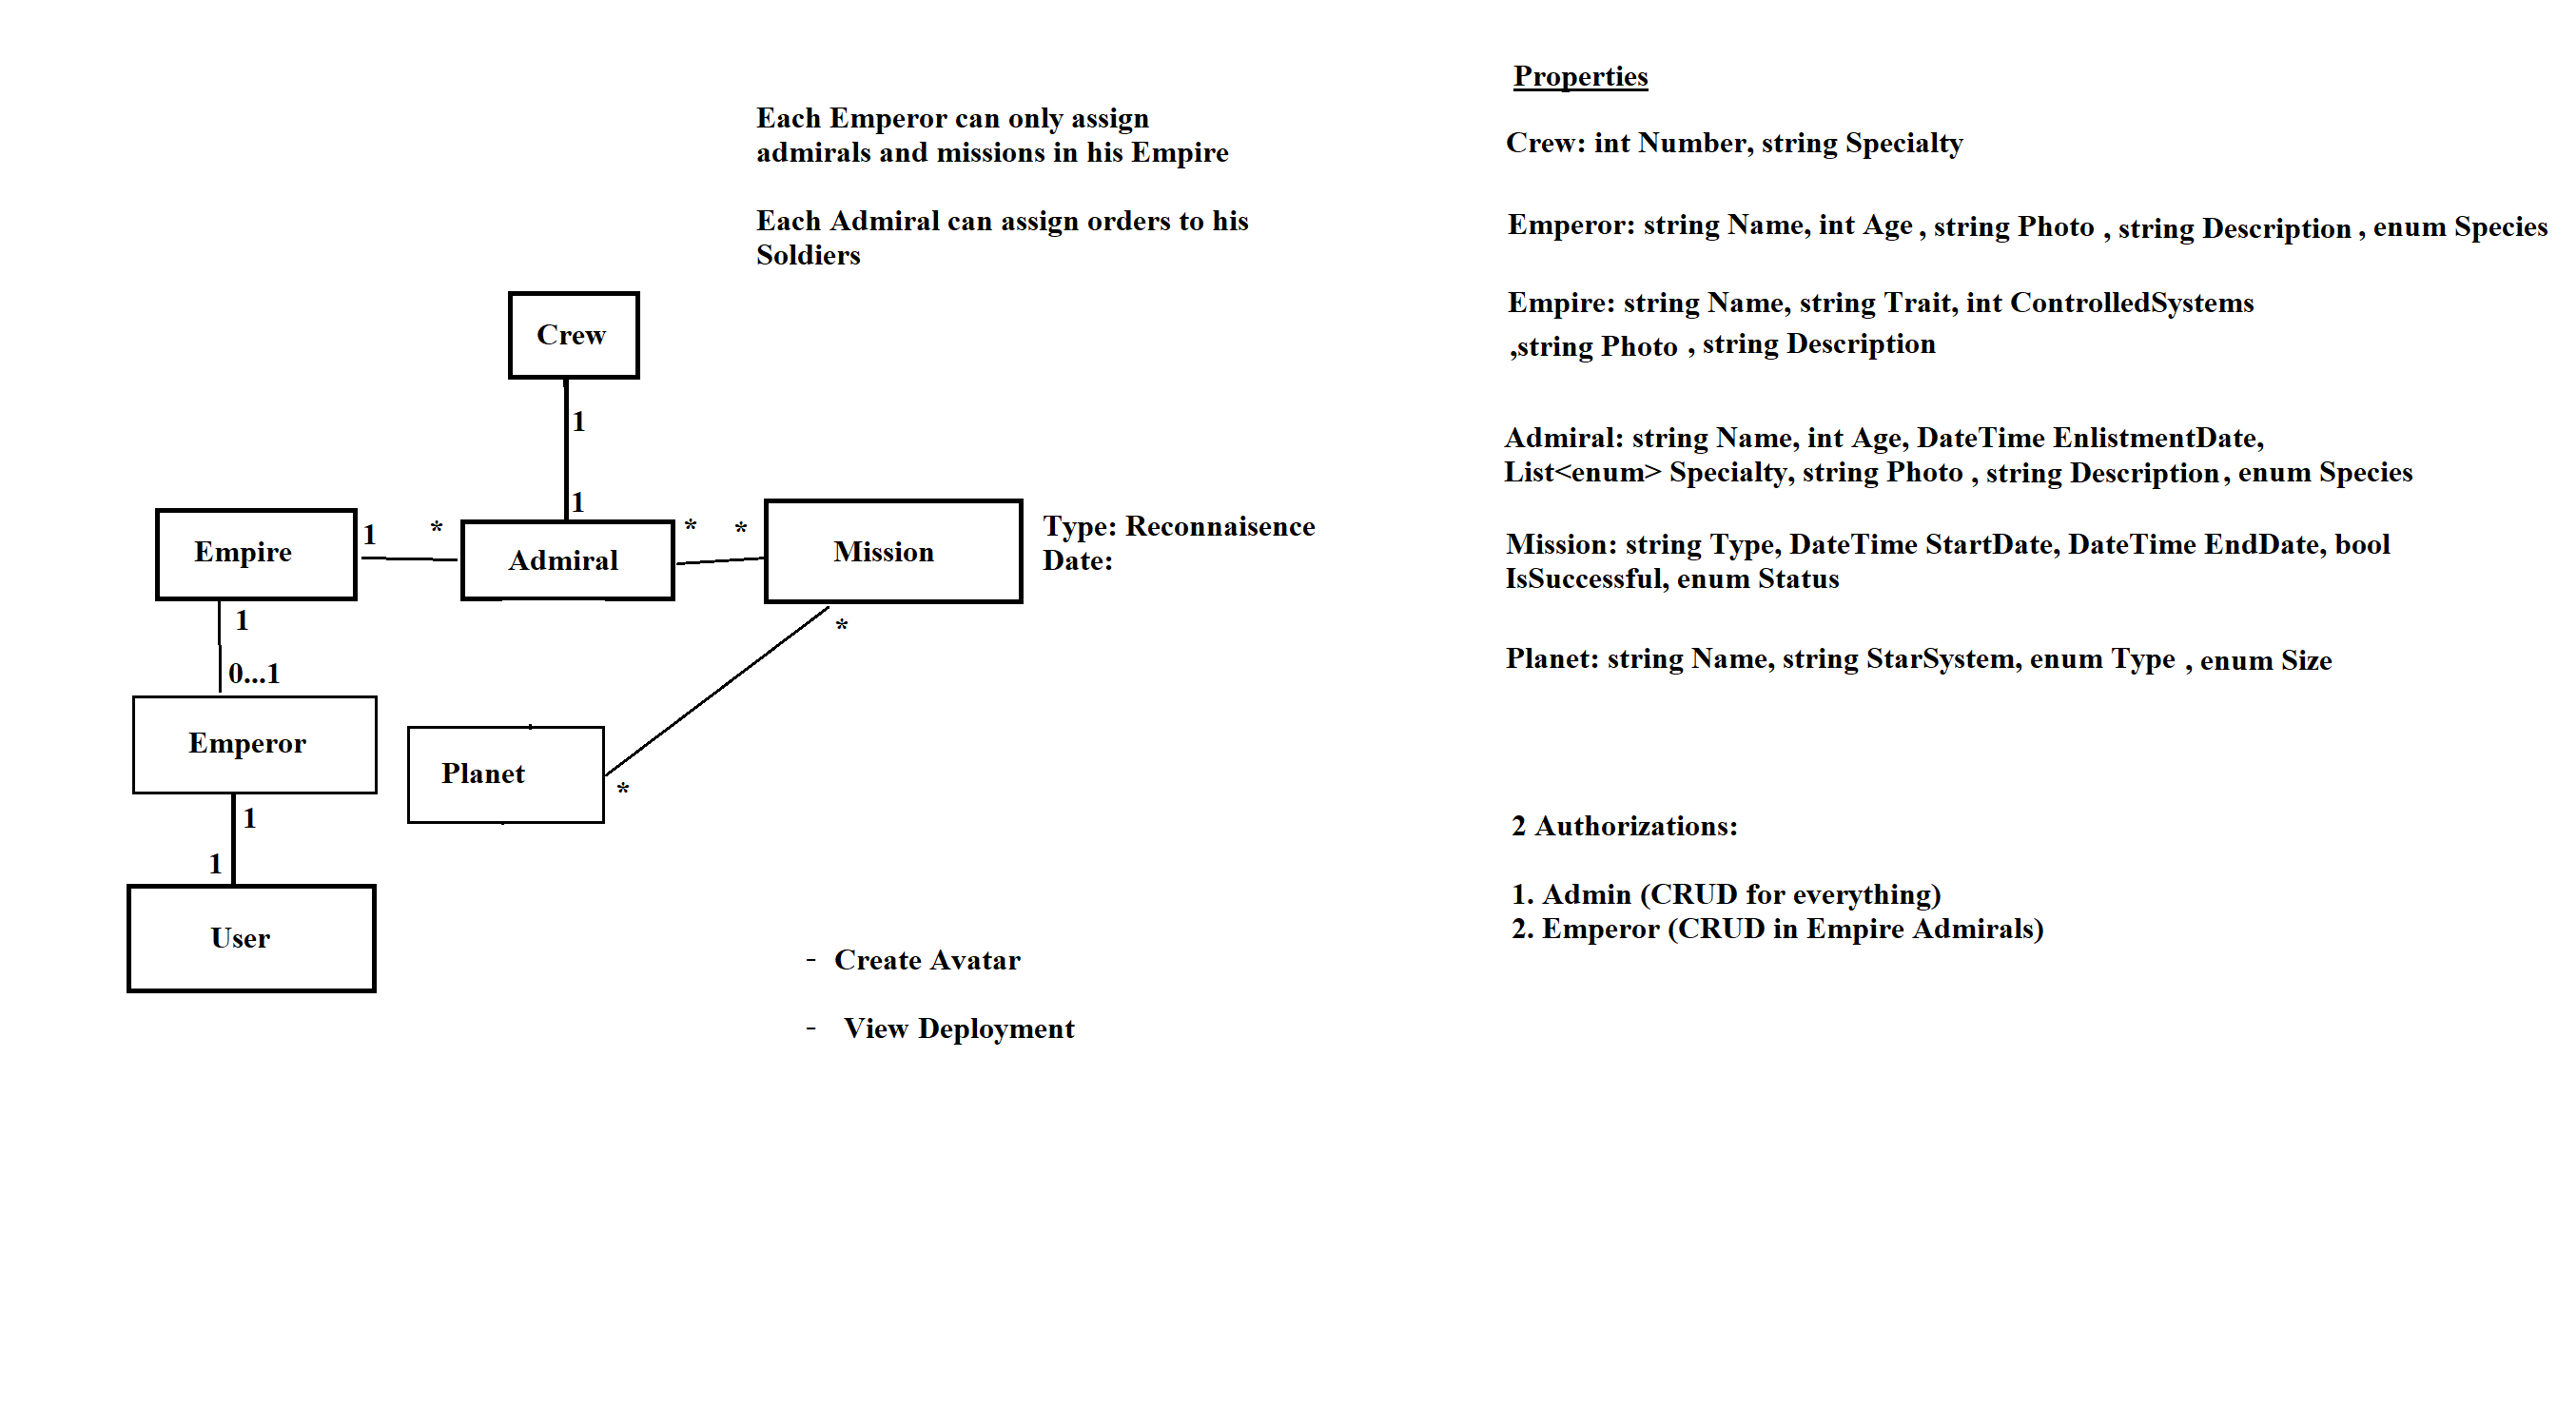 Each Emperor can only assign
admirals and missions in his Empire
Each Admiral can assign orders to his
Soldiers
Crew
1
1
Empire
1
*
Admiral
*
*
Mission
Type: Reconnaisence
Date:
1
0...1
*
Emperor
Planet
*
1
1
User
- Create Avatar
- View Deployment
Properties
Crew: int Number, string Specialty
Emperor: string Name, int Age , string Photo , string Description , enum Species
Empire: string Name, string Trait, int ControlledSystems
,string Photo , string Description
Admiral: string Name, int Age, DateTime EnlistmentDate,
List<enum> Specialty, string Photo , string Description , enum Species
Mission: string Type, DateTime StartDate, DateTime EndDate, bool
IsSuccessful, enum Status
Planet: string Name, string StarSystem, enum Type , enum Size
2 Authorizations:
1. Admin (CRUD for everything)
2. Emperor (CRUD in Empire Admirals)